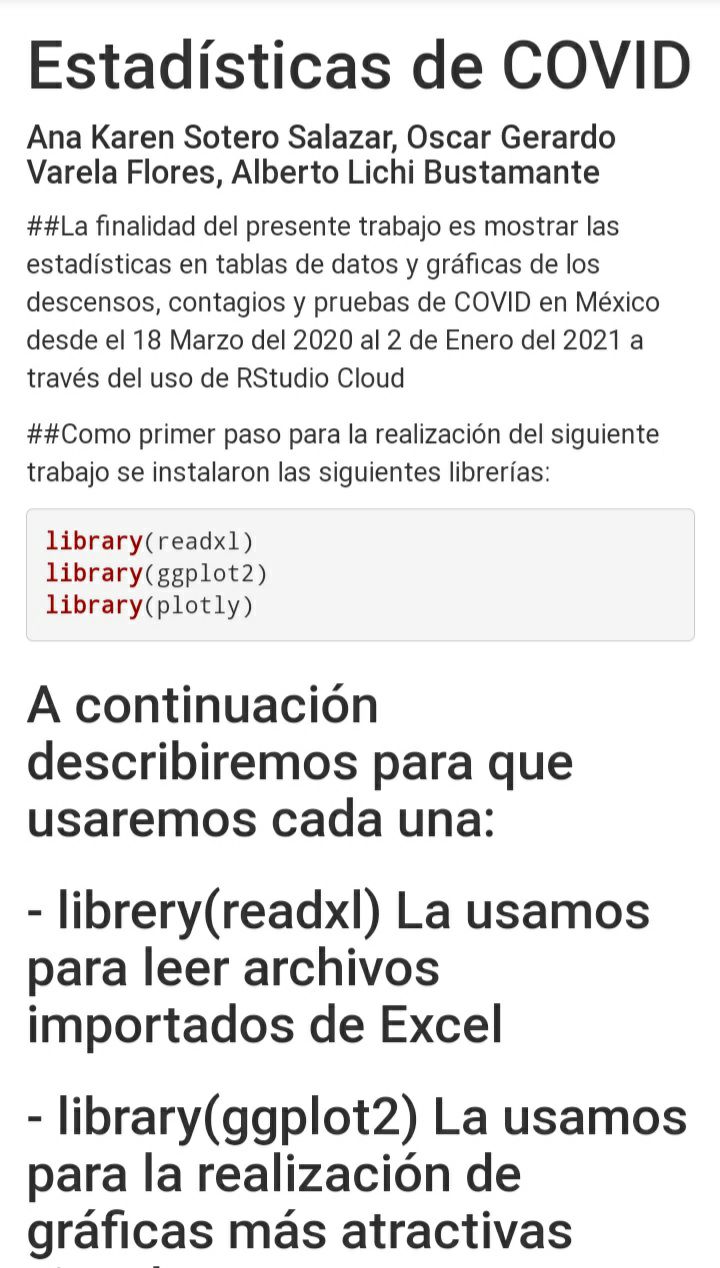 Estadísticas de COVID
Ana Karen Sotero Salazar, Oscar Gerardo
Varela Flores, Alberto Lichi Bustamante
##La finalidad del presente trabajo es mostrar las
estadísticas en tablas de datos y gráficas de los
descensos, contagios y pruebas de COVID en México
desde el 18 Marzo del 2020 al 2 de Enero del 2021 a
través del uso de RStudio Cloud
##Como primer paso para la realización del siguiente
trabajo se instalaron las siguientes librerías:
library(readxl)
library(ggplot2)
library(plotly)
A continuación
describiremos para que
usaremos cada una:
- librery(readxl) La usamos
para leer archivos
importados de Excel
- library(ggplot2) La usamos
para la realización de
gráficas más atractivas